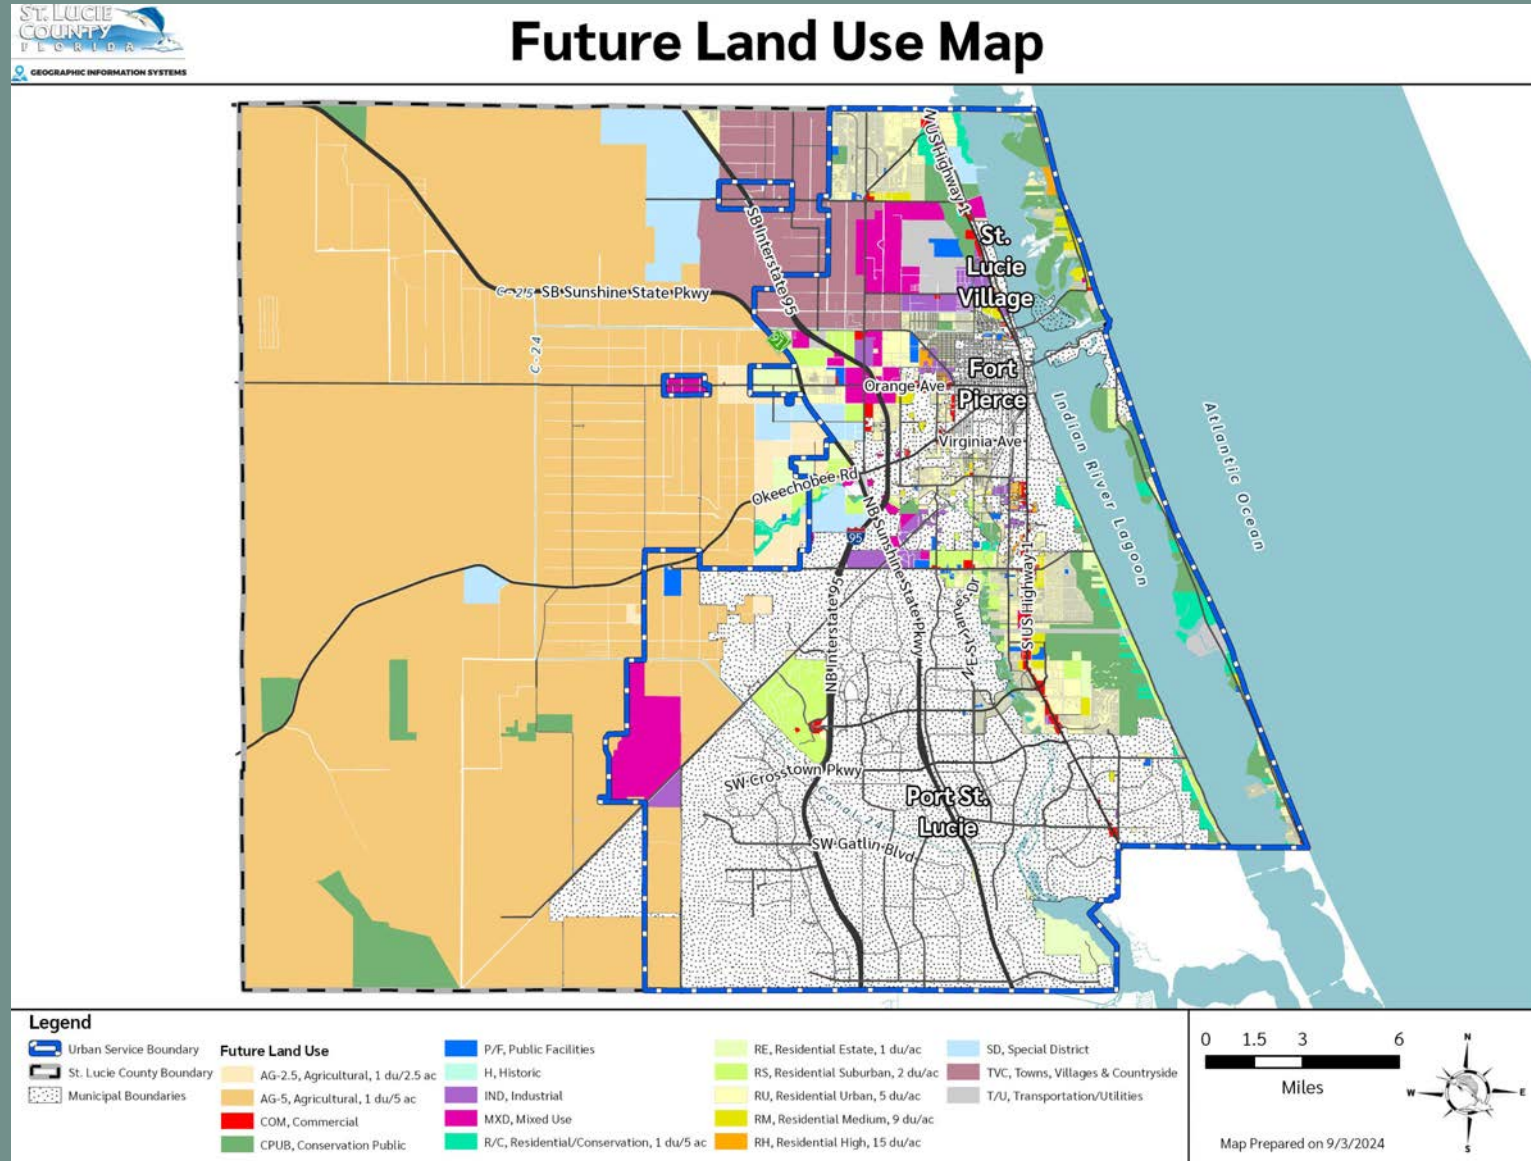 ST. LUCIE
COUNTY
FLORIDA
GEOGRAPHIC INFORMATION SYSTEMS
Future Land Use Map
N US Highway 1
SB Interstate 95
St.
Lucie
Village
C-25
SB Sunshine State Pkwy
C-24
Fort
Pierce
Orange Ave
Virginia Ave
Okeechobee Rd
Indian River Lagoon
Atlantic Ocean
95
NB Sunshine State Pkwy
NB Interstate 95
S US Highway 1
SW Crosstown Pkwy
Canal 24
Port St.
Lucie
SW Gatlin Blvd
Legend
Urban Service Boundary
St. Lucie County Boundary
Municipal Boundaries
Future Land Use
AG-2.5, Agricultural, 1 du/2.5 ac
AG-5, Agricultural, 1 du/5 ac
COM, Commercial
CPUB, Conservation Public
P/F, Public Facilities
H, Historic
IND, Industrial
MXD, Mixed Use
R/C, Residential/Conservation, 1 du/5 ac
RE, Residential Estate, 1 du/ac
RS, Residential Suburban, 2 du/ac
RU, Residential Urban, 5 du/ac
RM, Residential Medium, 9 du/ac
RH, Residential High, 15 du/ac
SD, Special District
TVC, Towns, Villages & Countryside
T/U, Transportation/Utilities
0 1.5 3 6
Miles
N
W
E
S
Map Prepared on 9/3/2024